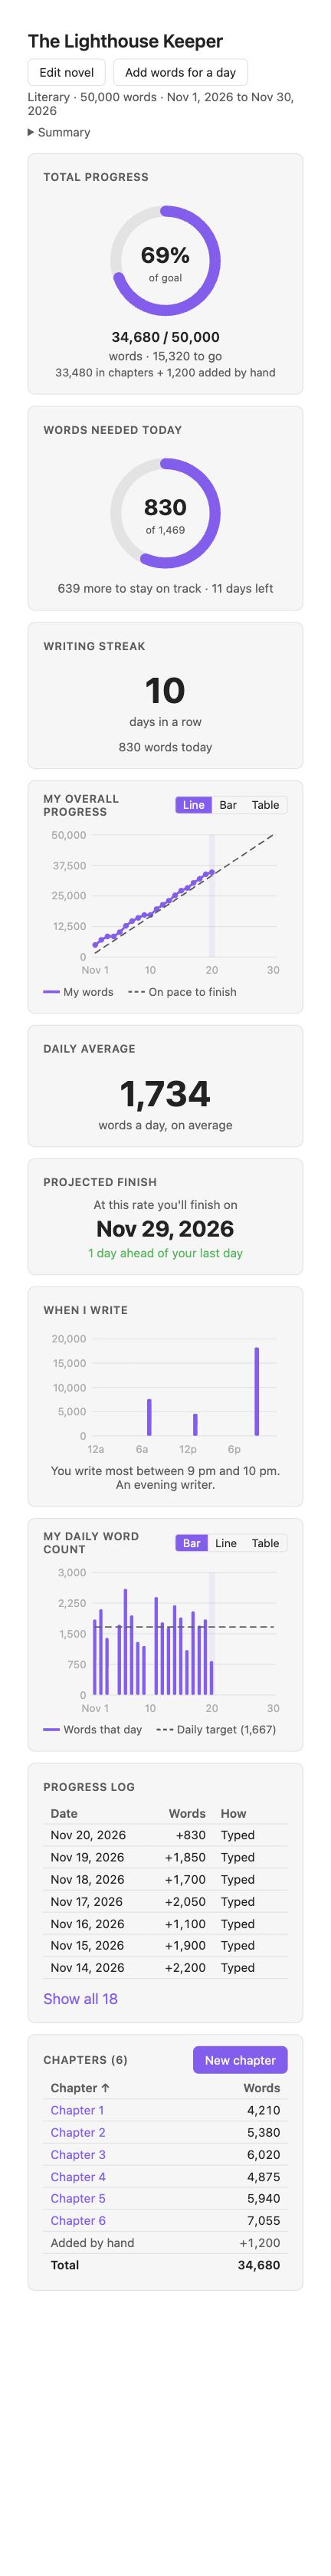 The Lighthouse Keeper
Edit novel
Add words for a day
Literary · 50,000 words · Nov 1, 2026 to Nov 30,
2026
Summary
TOTAL PROGRESS
69%
of goal
34,680 / 50,000
words · 15,320 to go
33,480 in chapters + 1,200 added by hand
WORDS NEEDED TODAY
830
of 1,469
639 more to stay on track · 11 days left
WRITING STREAK
10
days in a row
830 words today
MY OVERALL
PROGRESS
Line Bar Table
50,000
37,500
25,000
12,500
0
Nov 1 10 20 30
My words On pace to finish
DAILY AVERAGE
1,734
words a day, on average
PROJECTED FINISH
At this rate you'll finish on
Nov 29, 2026
1 day ahead of your last day
WHEN I WRITE
20,000
15,000
10,000
5,000
0
12a 6a 12p 6p
You write most between 9 pm and 10 pm.
An evening writer.
MY DAILY WORD
COUNT
Bar Line Table
3,000
2,250
1,500
750
0
Nov 1 10 20 30
Words that day Daily target (1,667)
PROGRESS LOG
Date Words How
Nov 20, 2026 +830 Typed
Nov 19, 2026 +1,850 Typed
Nov 18, 2026 +1,700 Typed
Nov 17, 2026 +2,050 Typed
Nov 16, 2026 +1,100 Typed
Nov 15, 2026 +1,900 Typed
Nov 14, 2026 +2,200 Typed
Show all 18
CHAPTERS (6)
New chapter
Chapter ↑ Words
Chapter 1 4,210
Chapter 2 5,380
Chapter 3 6,020
Chapter 4 4,875
Chapter 5 5,940
Chapter 6 7,055
Added by hand +1,200
Total 34,680